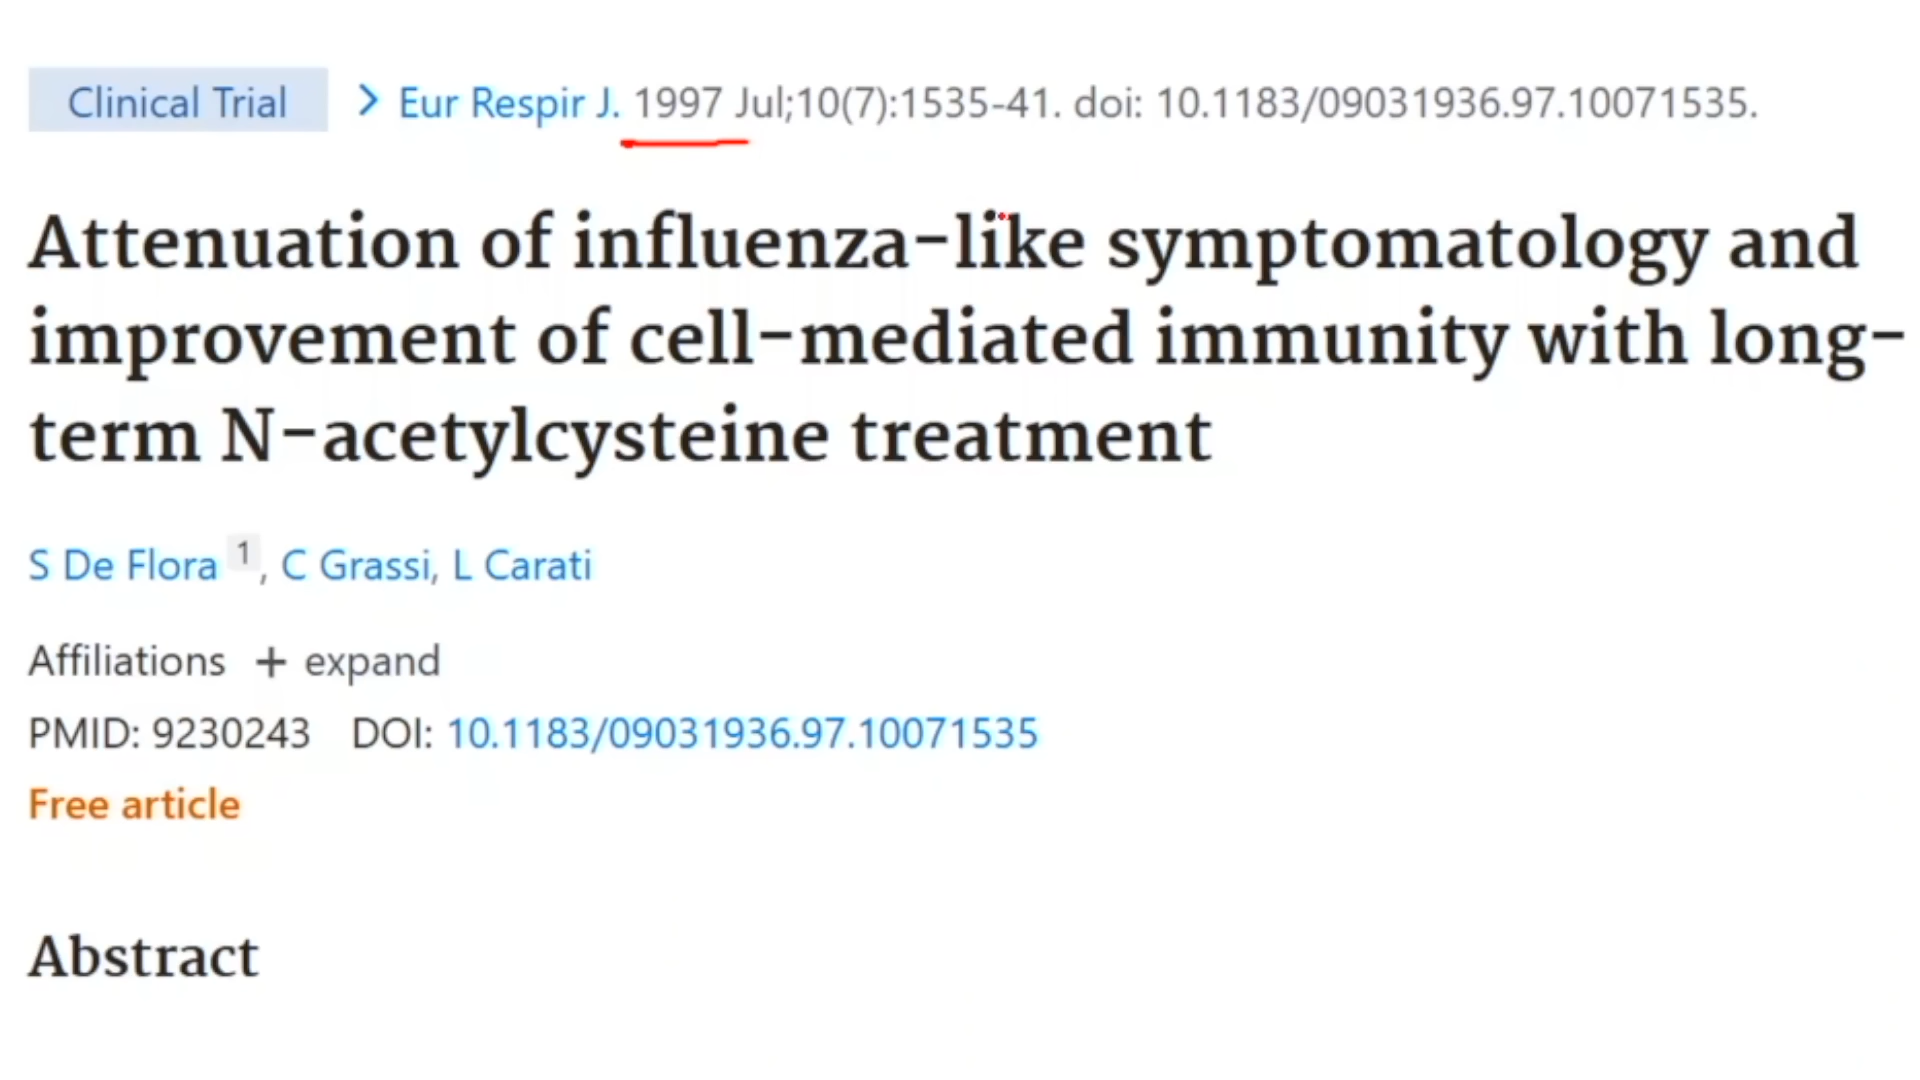 Clinical Trial > Eur Respir J. 1997 Jul;10(7):1535-41. doi: 10.1183/09031936.97.10071535.
Attenuation of influenza-like symptomatology and
improvement of cell-mediated immunity with long-
term N-acetylcysteine treatment
S De Flora 1, C Grassi, L Carati
Affiliations + expand
PMID: 9230243 DOI: 10.1183/09031936.97.10071535
Free article
Abstract